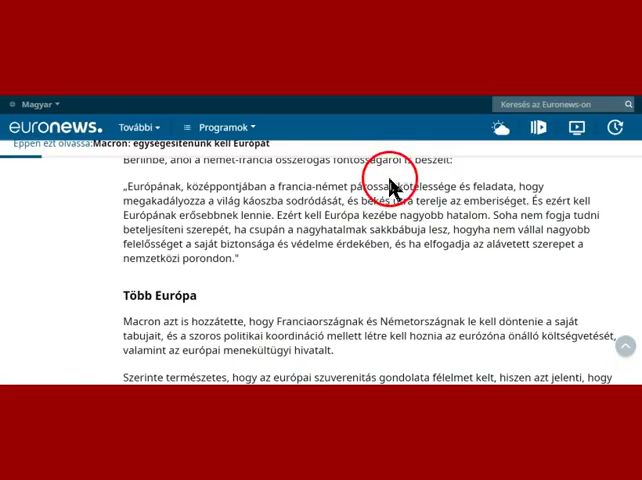 Magyar
Keresés az Euronews-on
euronews.
További
Programok
Éppen ezt olvassa:Macron: egységesítenünk kell Európát
Berlinbe, ahol a német-francia összefogás fontosságáról is beszélt:
„Európának, középpontjában a francia-német párossal, kötelessége és feladata, hogy
megakadályozza a világ káoszba sodródását, és békés útra terelje az emberiséget. És ezért kell
Európának erősebbnek lennie. Ezért kell Európa kezébe nagyobb hatalom. Soha nem fogja tudni
beteljesíteni szerepét, ha csupán a nagyhatalmak sakkbábuja lesz, hogyha nem vállal nagyobb
felelősséget a saját biztonsága és védelme érdekében, és ha elfogadja az alávetett szerepet a
nemzetközi porondon."
Több Európa
Macron azt is hozzátette, hogy Franciaországnak és Németországnak le kell döntenie a saját
tabujait, és a szoros politikai koordináció mellett létre kell hoznia az eurózóna önálló költségvetését,
valamint az európai menekültügyi hivatalt.
Szerinte természetes, hogy az európai szuverenitás gondolata félelmet kelt, hiszen azt jelenti, hogy